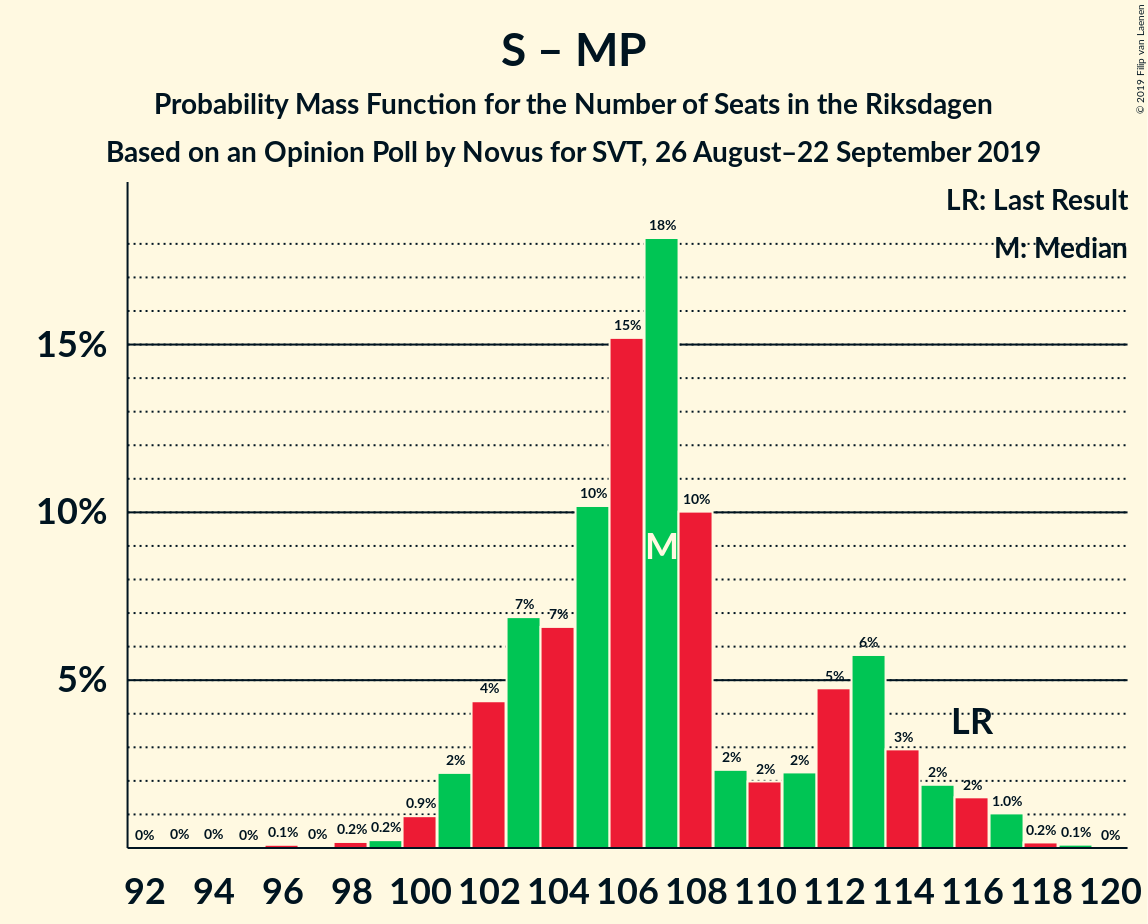 S – MP
Probability Mass Function for the Number of Seats in the Riksdagen
Based on an Opinion Poll by Novus for SVT, 26 August–22 September 2019
© 2019 Filip van Laenen
LR: Last Result
M: Median
15%
10%
5%
0% 0% 0% 0% 0.1% 0% 0.2% 0.2% 0.9% 2% 4% 7% 7% 10% 15% 18% 10% 2% 2% 2% 5% 6% 3% 2% 2% 1.0% 0.2% 0.1% 0%
M
LR
92 94 96 98 100 102 104 106 108 110 112 114 116 118 120